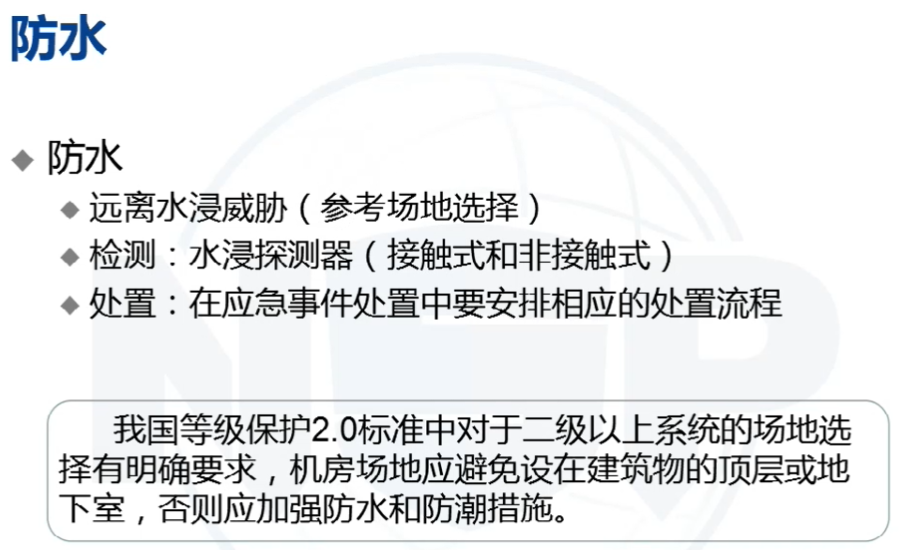 防水
防水
远离水浸威胁（参考场地选择）
检测：水浸探测器（接触式和非接触式）
处置：在应急事件处置中要安排相应的处置流程
我国等级保护2.0标准中对于二级以上系统的场地选
择有明确要求，机房场地应避免设在建筑物的顶层或地
下室，否则应加强防水和防潮措施。